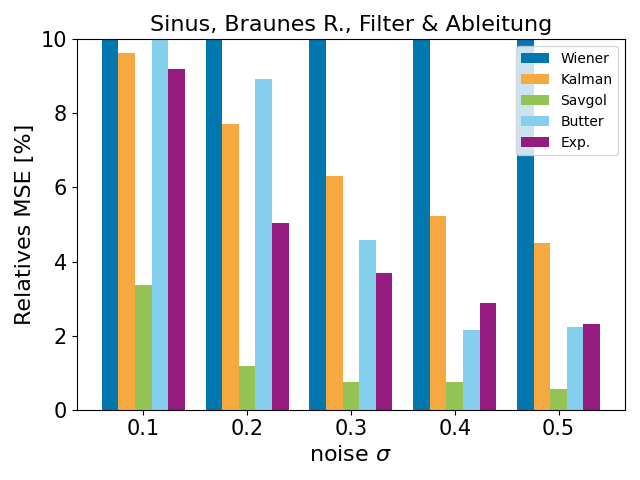 Sinus, Braunes R., Filter & Ableitung
Relatives MSE [%]
10
8
6
4
2
0
Wiener
Kalman
Savgol
Butter
Exp.
0.1 0.2 0.3 0.4 0.5
noise σ